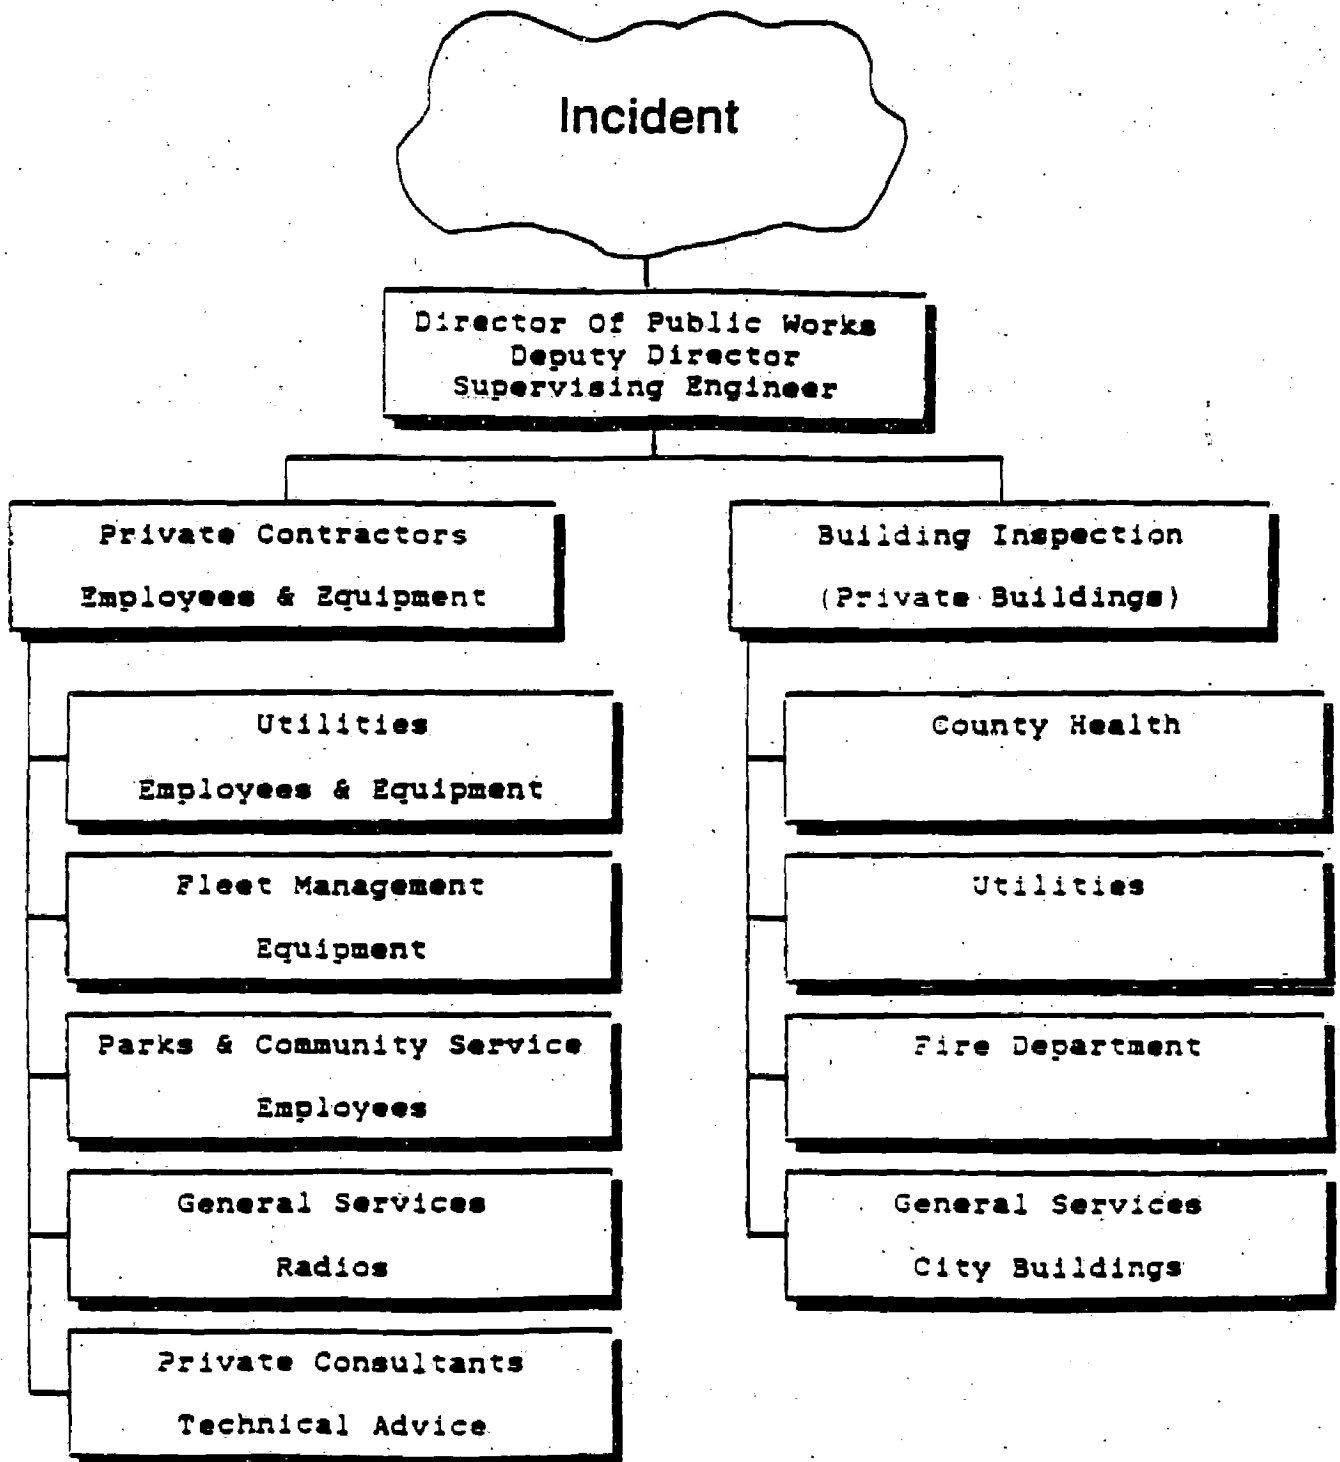 Incident
Director Of Public Works
Deputy Director
Supervising Engineer
Private Contractors
Employees & Equipment
Utilities
Employees & Equipment
Fleet Management
Equipment
Parks & Community Service
Employees
General Services
Radios
Private Consultants
Technical Advice
Building Inspection
(Private Buildings)
County Health
Utilities
Fire Department
General Services
City Buildings